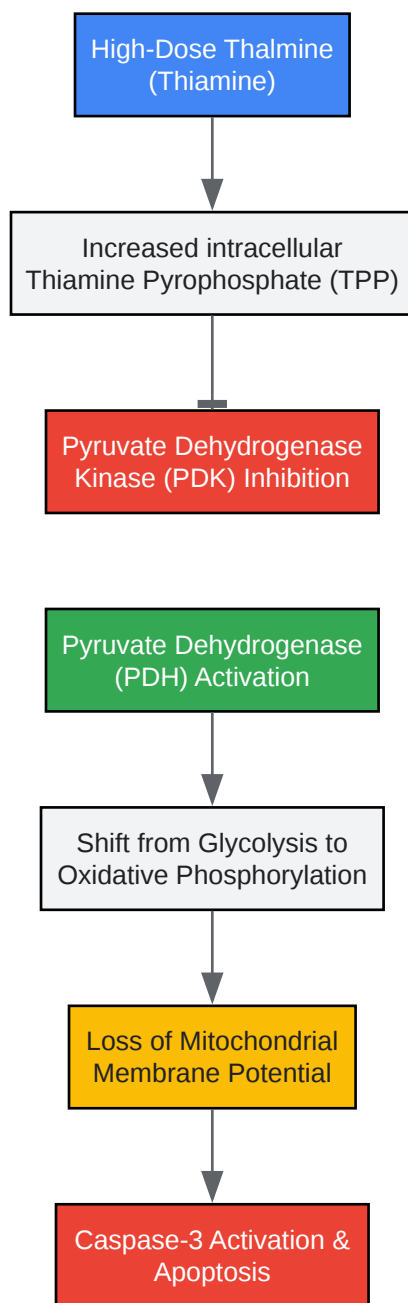 High-Dose Thalmine
(Thiamine)
Increased intracellular
Thiamine Pyrophosphate (TPP)
Pyruvate Dehydrogenase
Kinase (PDK) Inhibition
Pyruvate Dehydrogenase
(PDH) Activation
Shift from Glycolysis to
Oxidative Phosphorylation
Loss of Mitochondrial
Membrane Potential
Caspase-3 Activation &
Apoptosis